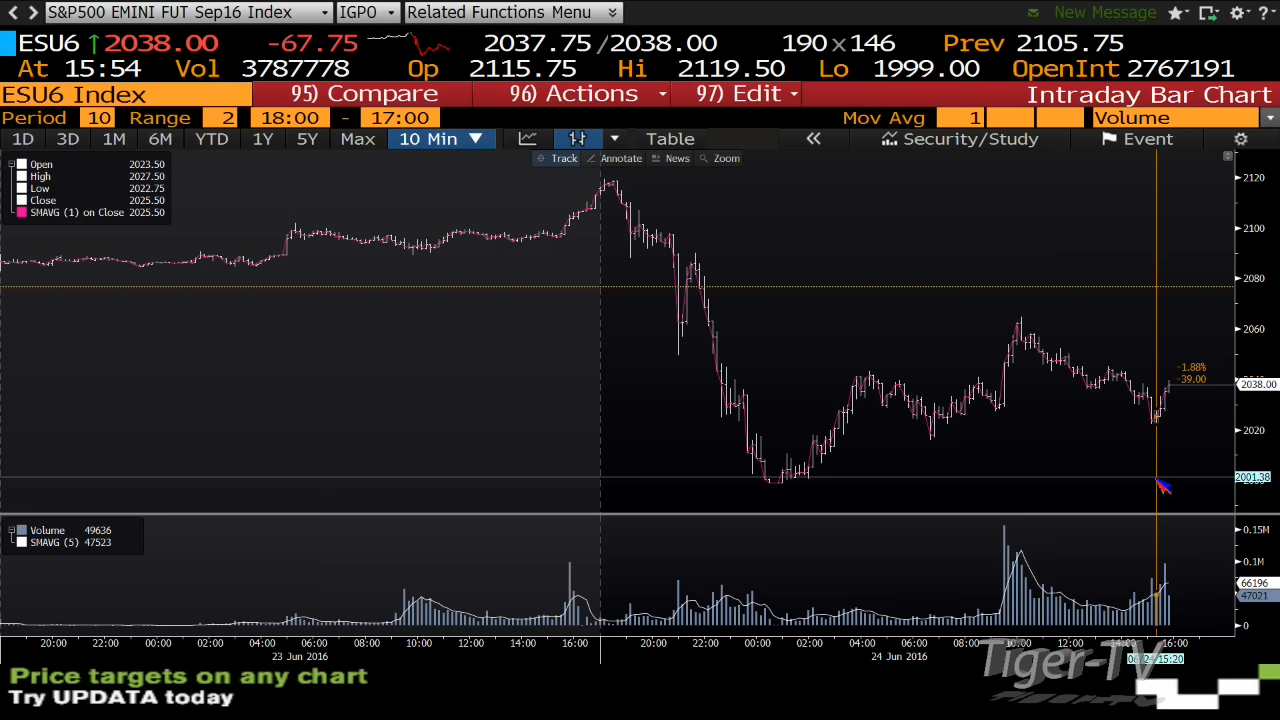 S&P500 EMINI FUT Sep16 Index IGPO Related Functions Menu New Message ?
ESU6 ↑2038.00 -67.75 2037.75/2038.00 190x146 Prev 2105.75
At 15:54 Vol 3787778 Op 2115.75 Hi 2119.50 Lo 1999.00 OpenInt 2767191
ESU6 Index 95) Compare 96) Actions 97) Edit Intraday Bar Chart
Period 10 Range 2 18:00 - 17:00 Mov Avg 1 Volume
1D 3D 1M 6M YTD 1Y 5Y Max 10 Min Table Security/Study Event
Track Annotate News Zoom
Open 2023.50
High 2027.50
Low 2022.75
Close 2025.50
SMAVG (1) on Close 2025.50
2120
2100
2080
2060
-1.88%
-39.00
2038.00
2020
2001.38
Volume 49636
SMAVG (5) 47523
0.15M
0.1M
66196
47021
0
20:00 22:00 00:00 02:00 04:00 06:00 08:00 10:00 12:00 14:00 16:00 20:00 22:00 00:00 02:00 04:00 06:00 08:00 10:00 12:00 14:00 16:00
23 Jun 2016 24 Jun 2016 06/24 15:20
Tiger-TV
Price targets on any chart
Try UPDATA today